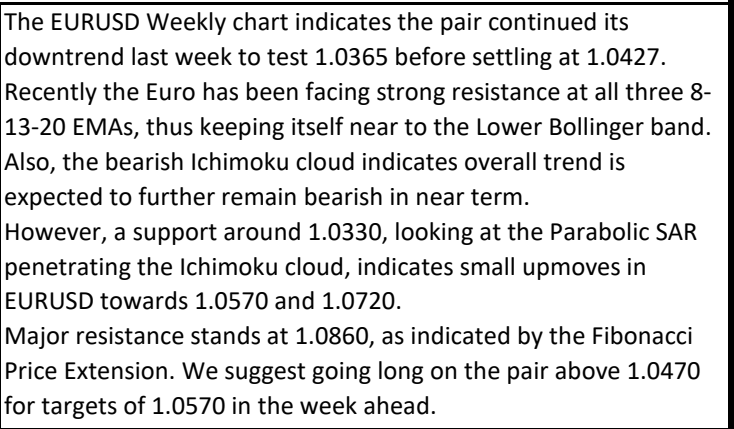 The EURUSD Weekly chart indicates the pair continued its
downtrend last week to test 1.0365 before settling at 1.0427.
Recently the Euro has been facing strong resistance at all three 8-
13-20 EMAs, thus keeping itself near to the Lower Bollinger band.
Also, the bearish Ichimoku cloud indicates overall trend is
expected to further remain bearish in near term.
However, a support around 1.0330, looking at the Parabolic SAR
penetrating the Ichimoku cloud, indicates small upmoves in
EURUSD towards 1.0570 and 1.0720.
Major resistance stands at 1.0860, as indicated by the Fibonacci
Price Extension. We suggest going long on the pair above 1.0470
for targets of 1.0570 in the week ahead.